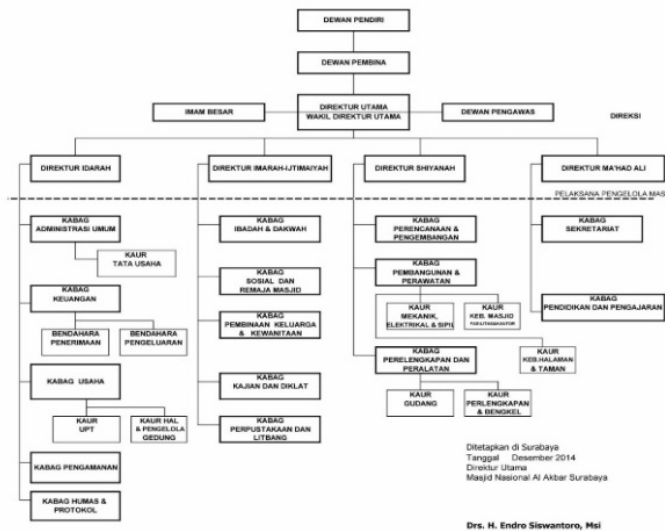 DEWAN PENDIRI
DEWAN PEMBINA
IMAM BESAR
DIREKTUR UTAMA
WAKIL DIREKTUR UTAMA
DEWAN PENGAWAS
DIREKSI
DIREKTUR IDARAH
DIREKTUR IMARAH-IJTIMAIYAH
DIREKTUR SHIYANAH
DIREKTUR MA'HAD ALI
PELAKSANA PENGELOLA MAS
KABAG
ADMINISTRASI UMUM
KAUR
TATA USAHA
KABAG
KEUANGAN
BENDAHARA
PENERIMAAN
BENDAHARA
PENGELUARAN
KABAG USAHA
KAUR
UPT
KAUR HAL
& PENGELOLA
GEDUNG
KABAG PENGAMANAN
KABAG HUMAS &
PROTOKOL
KABAG
IBADAH & DAKWAH
KABAG
SOSIAL DAN
REMAJA MASJID
KABAG
PEMBINAAN KELUARGA
& KEWANITAAN
KABAG
KAJIAN DAN DIKLAT
KABAG
PERPUSTAKAAN DAN
LITBANG
KABAG
PERENCANAAN &
PENGEMBANGAN
KABAG
PEMBANGUNAN &
PERAWATAN
KAUR
MEKANIK,
ELEKTRIKAL & SIPIL
KAUR
KEB. MASJID
KAUR
KEB.HALAMAN
& TAMAN
KABAG
PERELENGKAPAN DAN
PERALATAN
KAUR
GUDANG
KAUR
PERLENGKAPAN
& BENGKEL
KABAG
SEKRETARIAT
KABAG
PENDIDIKAN DAN PENGAJARAN
Ditetapkan di Surabaya
Tanggal Desember 2014
Direktur Utama
Masjid Nasional Al Akbar Surabaya
Drs. H. Endro Siswantoro, Msi